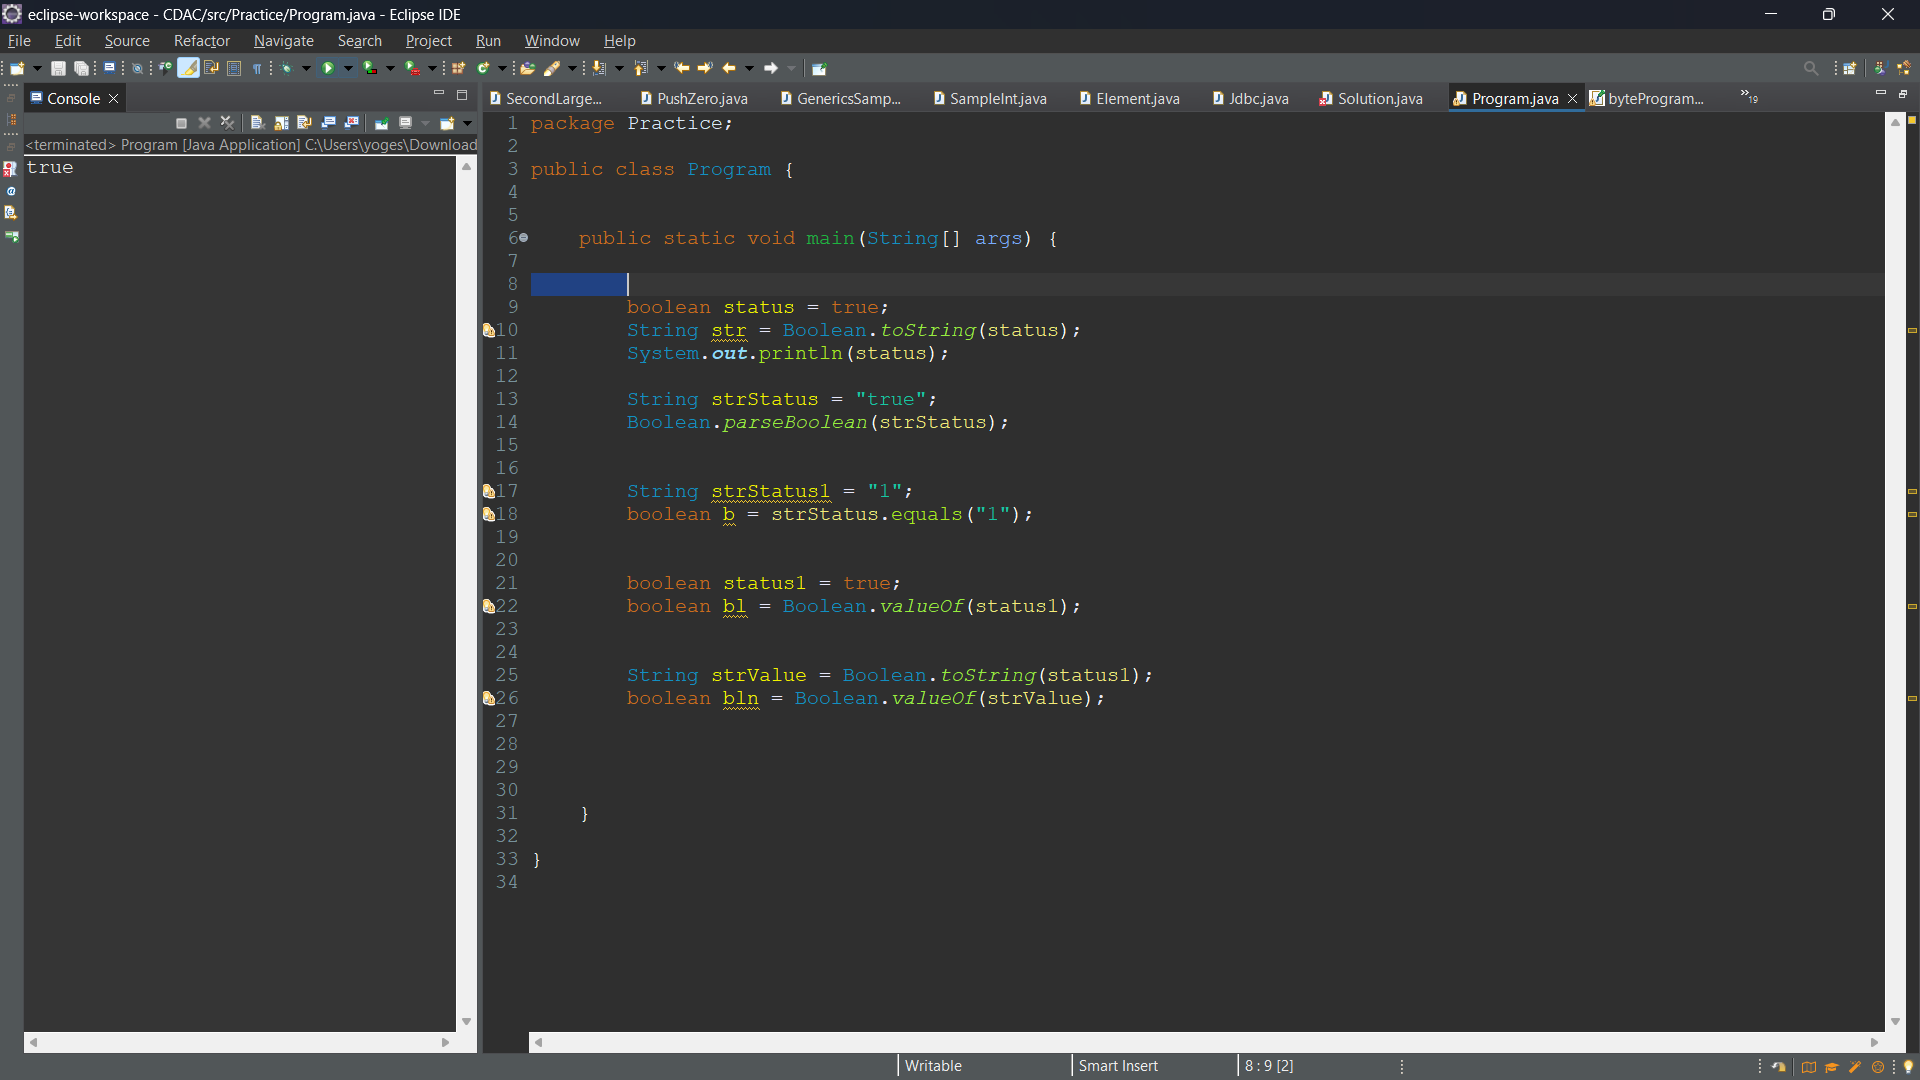 eclipse-workspace - CDAC/src/Practice/Program.java - Eclipse IDE
File Edit Source Refactor Navigate Search Project Run Window Help
Console
<terminated> Program [Java Application] C:\Users\yoges\Download
true
SecondLarge... PushZero.java GenericsSamp... SampleInt.java Element.java Jdbc.java Solution.java Program.java byteProgram... »19
1 package Practice;
2
3 public class Program {
4
5
6 public static void main(String[] args) {
7
8
9 boolean status = true;
10 String str = Boolean.toString(status);
11 System.out.println(status);
12
13 String strStatus = "true";
14 Boolean.parseBoolean(strStatus);
15
16
17 String strStatus1 = "1";
18 boolean b = strStatus.equals("1");
19
20
21 boolean status1 = true;
22 boolean bl = Boolean.valueOf(status1);
23
24
25 String strValue = Boolean.toString(status1);
26 boolean bln = Boolean.valueOf(strValue);
27
28
29
30
31 }
32
33 }
34
Writable Smart Insert 8 : 9 [2]